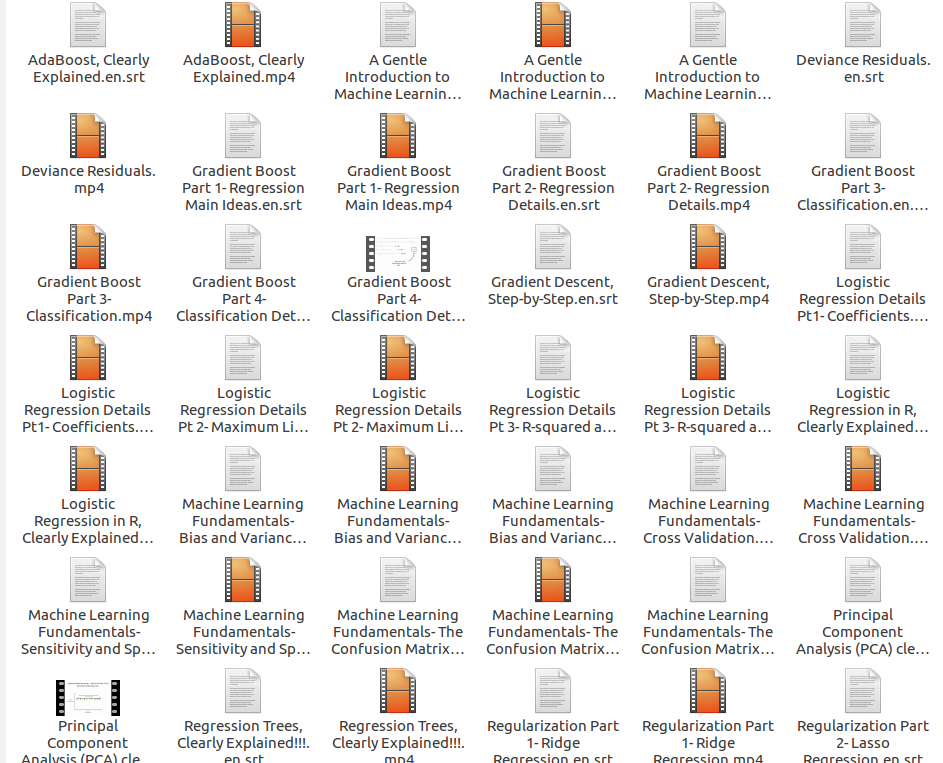 AdaBoost, Clearly
Explained.en.srt
AdaBoost, Clearly
Explained.mp4
A Gentle
Introduction to
Machine Learnin...
A Gentle
Introduction to
Machine Learnin...
A Gentle
Introduction to
Machine Learnin...
Deviance Residuals.
en.srt
Deviance Residuals.
mp4
Gradient Boost
Part 1- Regression
Main Ideas.en.srt
Gradient Boost
Part 1- Regression
Main Ideas.mp4
Gradient Boost
Part 2- Regression
Details.en.srt
Gradient Boost
Part 2- Regression
Details.mp4
Gradient Boost
Part 3-
Classification.en....
Gradient Boost
Part 3-
Classification.mp4
Gradient Boost
Part 4-
Classification Det...
Gradient Boost
Part 4-
Classification Det...
Gradient Descent,
Step-by-Step.en.srt
Gradient Descent,
Step-by-Step.mp4
Logistic
Regression Details
Pt1- Coefficients....
Logistic
Regression Details
Pt1- Coefficients....
Logistic
Regression Details
Pt 2- Maximum Li...
Logistic
Regression Details
Pt 2- Maximum Li...
Logistic
Regression Details
Pt 3- R-squared a...
Logistic
Regression Details
Pt 3- R-squared a...
Logistic
Regression in R,
Clearly Explained...
Logistic
Regression in R,
Clearly Explained...
Machine Learning
Fundamentals-
Bias and Varianc...
Machine Learning
Fundamentals-
Bias and Varianc...
Machine Learning
Fundamentals-
Bias and Varianc...
Machine Learning
Fundamentals-
Cross Validation....
Machine Learning
Fundamentals-
Cross Validation....
Machine Learning
Fundamentals-
Sensitivity and Sp...
Machine Learning
Fundamentals-
Sensitivity and Sp...
Machine Learning
Fundamentals- The
Confusion Matrix...
Machine Learning
Fundamentals- The
Confusion Matrix...
Machine Learning
Fundamentals- The
Confusion Matrix...
Principal
Component
Analysis (PCA) cle...
Principal
Component
Analysis (PCA) cle...
Regression Trees,
Clearly Explained!!!.
en.srt
Regression Trees,
Clearly Explained!!!.
mp4
Regularization Part
1- Ridge
Regression.en.srt
Regularization Part
1- Ridge
Regression.mp4
Regularization Part
2- Lasso
Regression.en.srt